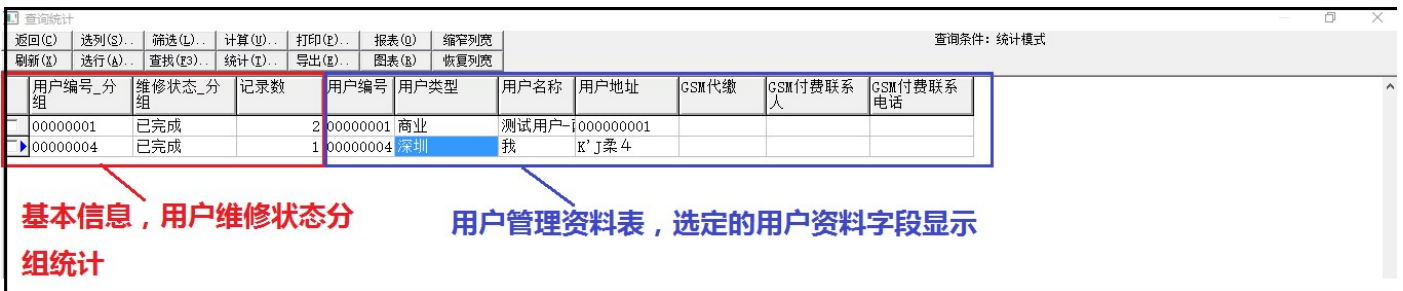 查询统计
返回(C) 选列(S).. 筛选(L).. 计算(U).. 打印(P).. 报表(O) 缩窄列宽 查询条件：统计模式
刷新(X) 选行(A).. 查找(F3).. 统计(T).. 导出(E).. 图表(R) 恢复列宽
用户编号_分组 维修状态_分组 记录数 用户编号 用户类型 用户名称 用户地址 GSM代缴 GSM付费联系人 GSM付费联系电话
00000001 已完成 2 00000001 商业 测试用户- 000000001
00000004 已完成 1 00000004 深圳 我 K'J柔4
基本信息，用户维修状态分
组统计
用户管理资料表，选定的用户资料字段显示